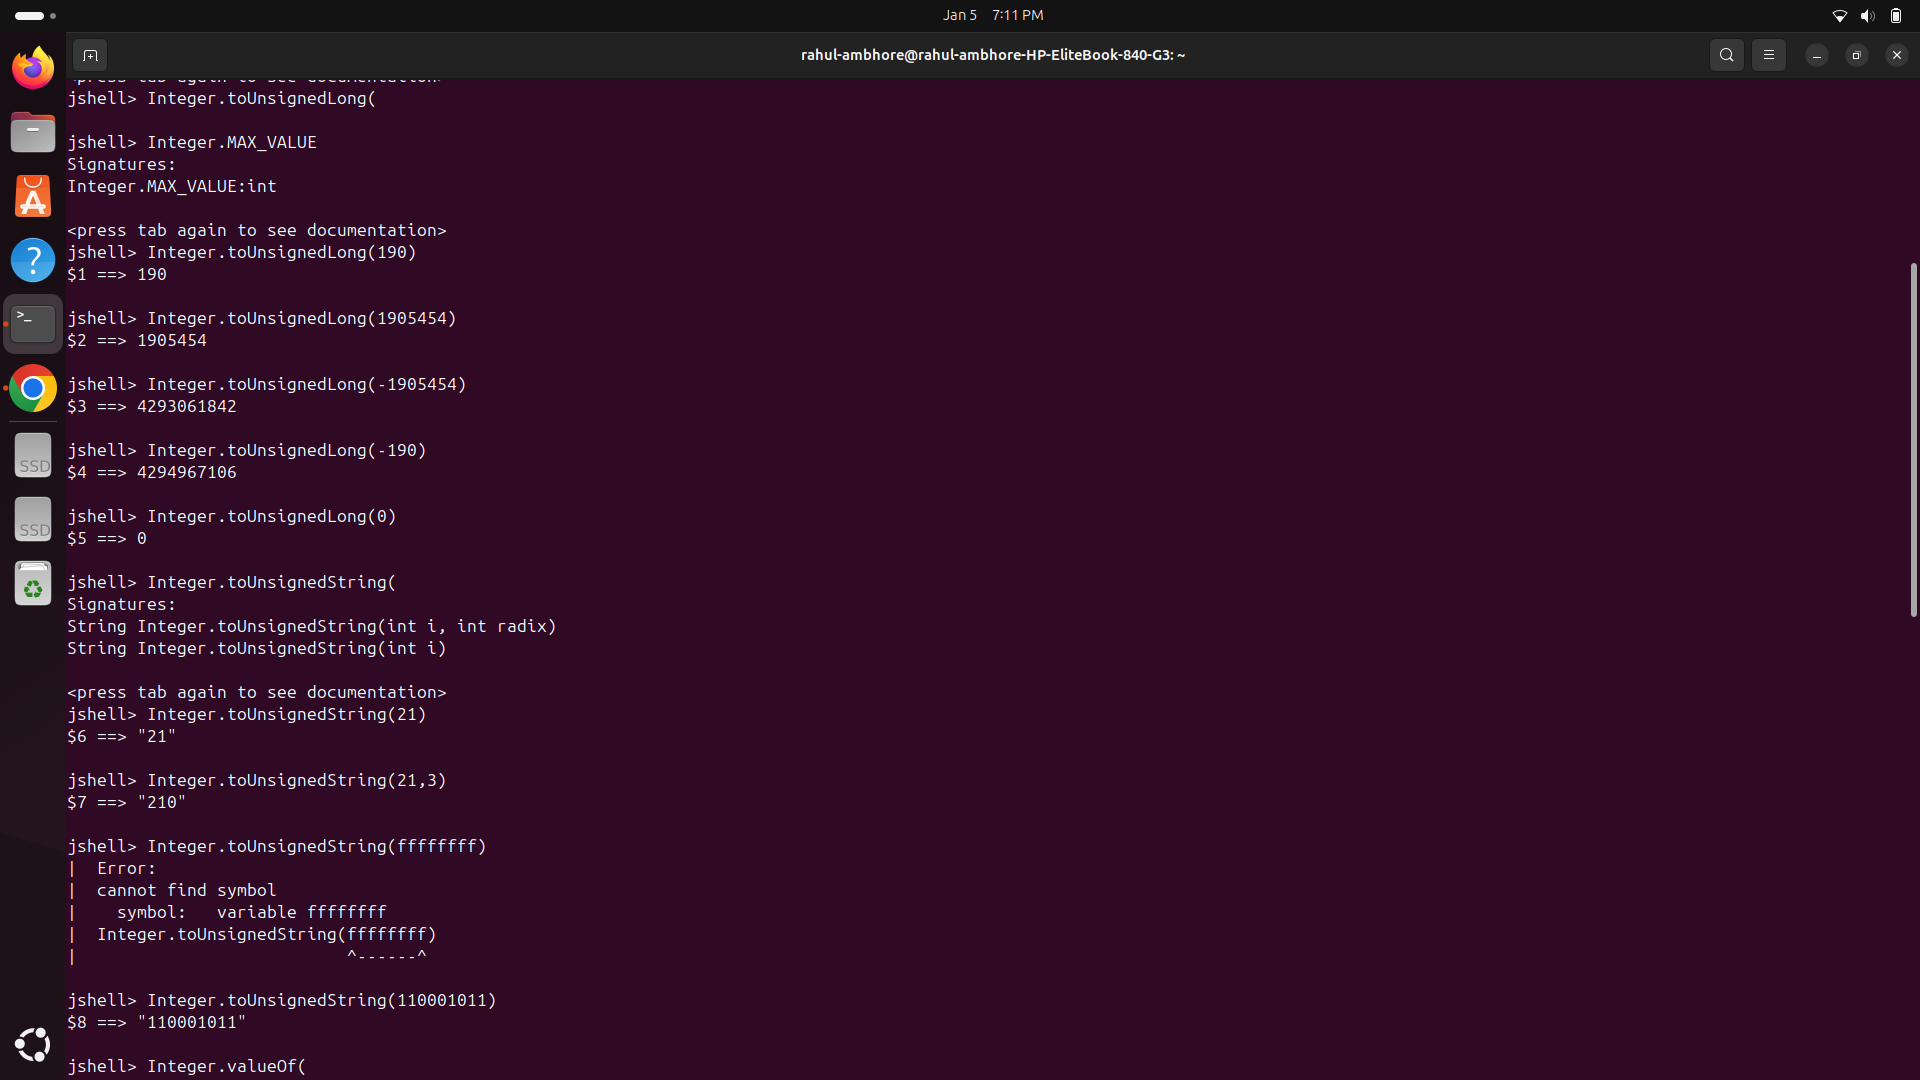 Jan 5 7:11 PM
rahul-ambhore@rahul-ambhore-HP-EliteBook-840-G3: ~
<press tab again to see documentation>
jshell> Integer.toUnsignedLong(
jshell> Integer.MAX_VALUE
Signatures:
Integer.MAX_VALUE:int
<press tab again to see documentation>
jshell> Integer.toUnsignedLong(190)
$1 ==> 190
jshell> Integer.toUnsignedLong(1905454)
$2 ==> 1905454
jshell> Integer.toUnsignedLong(-1905454)
$3 ==> 4293061842
jshell> Integer.toUnsignedLong(-190)
$4 ==> 4294967106
jshell> Integer.toUnsignedLong(0)
$5 ==> 0
jshell> Integer.toUnsignedString(
Signatures:
String Integer.toUnsignedString(int i, int radix)
String Integer.toUnsignedString(int i)
<press tab again to see documentation>
jshell> Integer.toUnsignedString(21)
$6 ==> "21"
jshell> Integer.toUnsignedString(21,3)
$7 ==> "210"
jshell> Integer.toUnsignedString(ffffffff)
|  Error:
|  cannot find symbol
|    symbol:   variable ffffffff
|  Integer.toUnsignedString(ffffffff)
|                           ^------^
jshell> Integer.toUnsignedString(110001011)
$8 ==> "110001011"
jshell> Integer.valueOf(
SSD
SSD